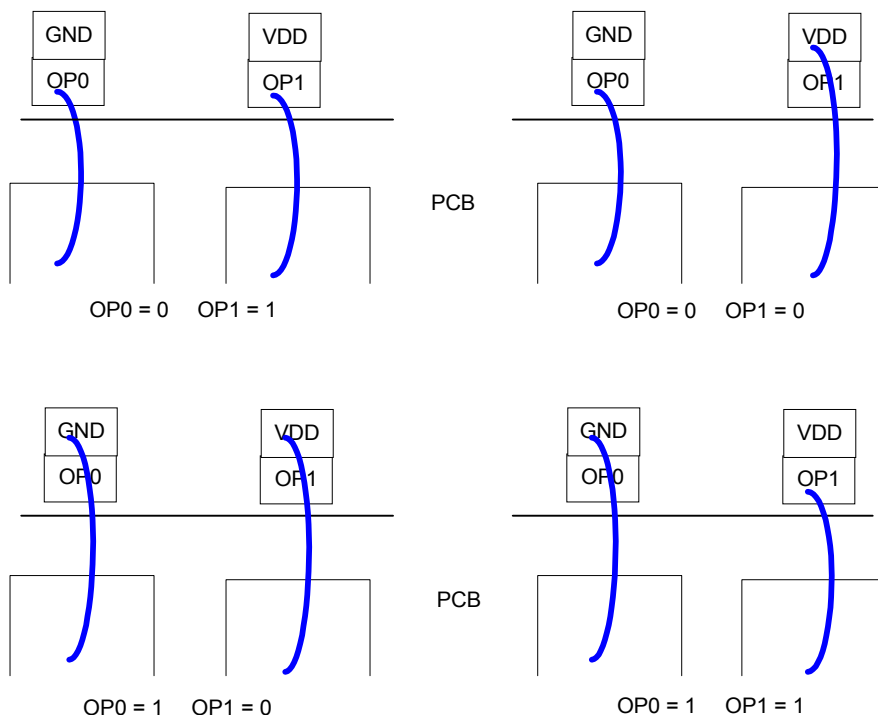 GND VDD GND VDD
OP0 OP1 OP0 OP1
PCB
OP0 = 0 OP1 = 1 OP0 = 0 OP1 = 0
GND VDD GND VDD
OP0 OP1 OP0 OP1
PCB
OP0 = 1 OP1 = 0 OP0 = 1 OP1 = 1